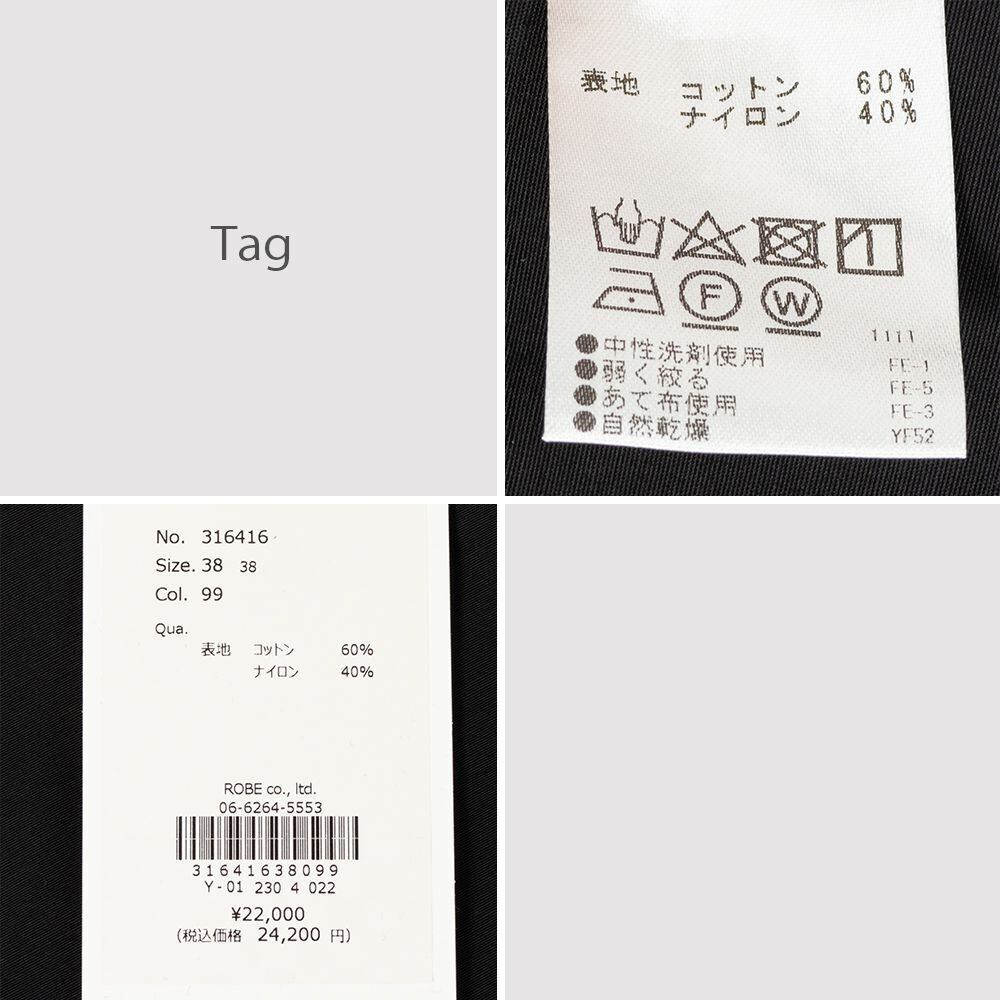 Tag
表地 コットン 60%
ナイロン 40%
1
F W
1111
●中性洗剤使用 FE-1
●弱く絞る FE-5
●あて布使用 FE-3
●自然乾燥 YF52
No. 316416
Size. 38 38
Col. 99
Qua.
表地 コットン 60%
ナイロン 40%
ROBE co., ltd.
06-6264-5553
31641638099
Y-01 230 4 022
¥22,000
(税込価格 24,200 円)